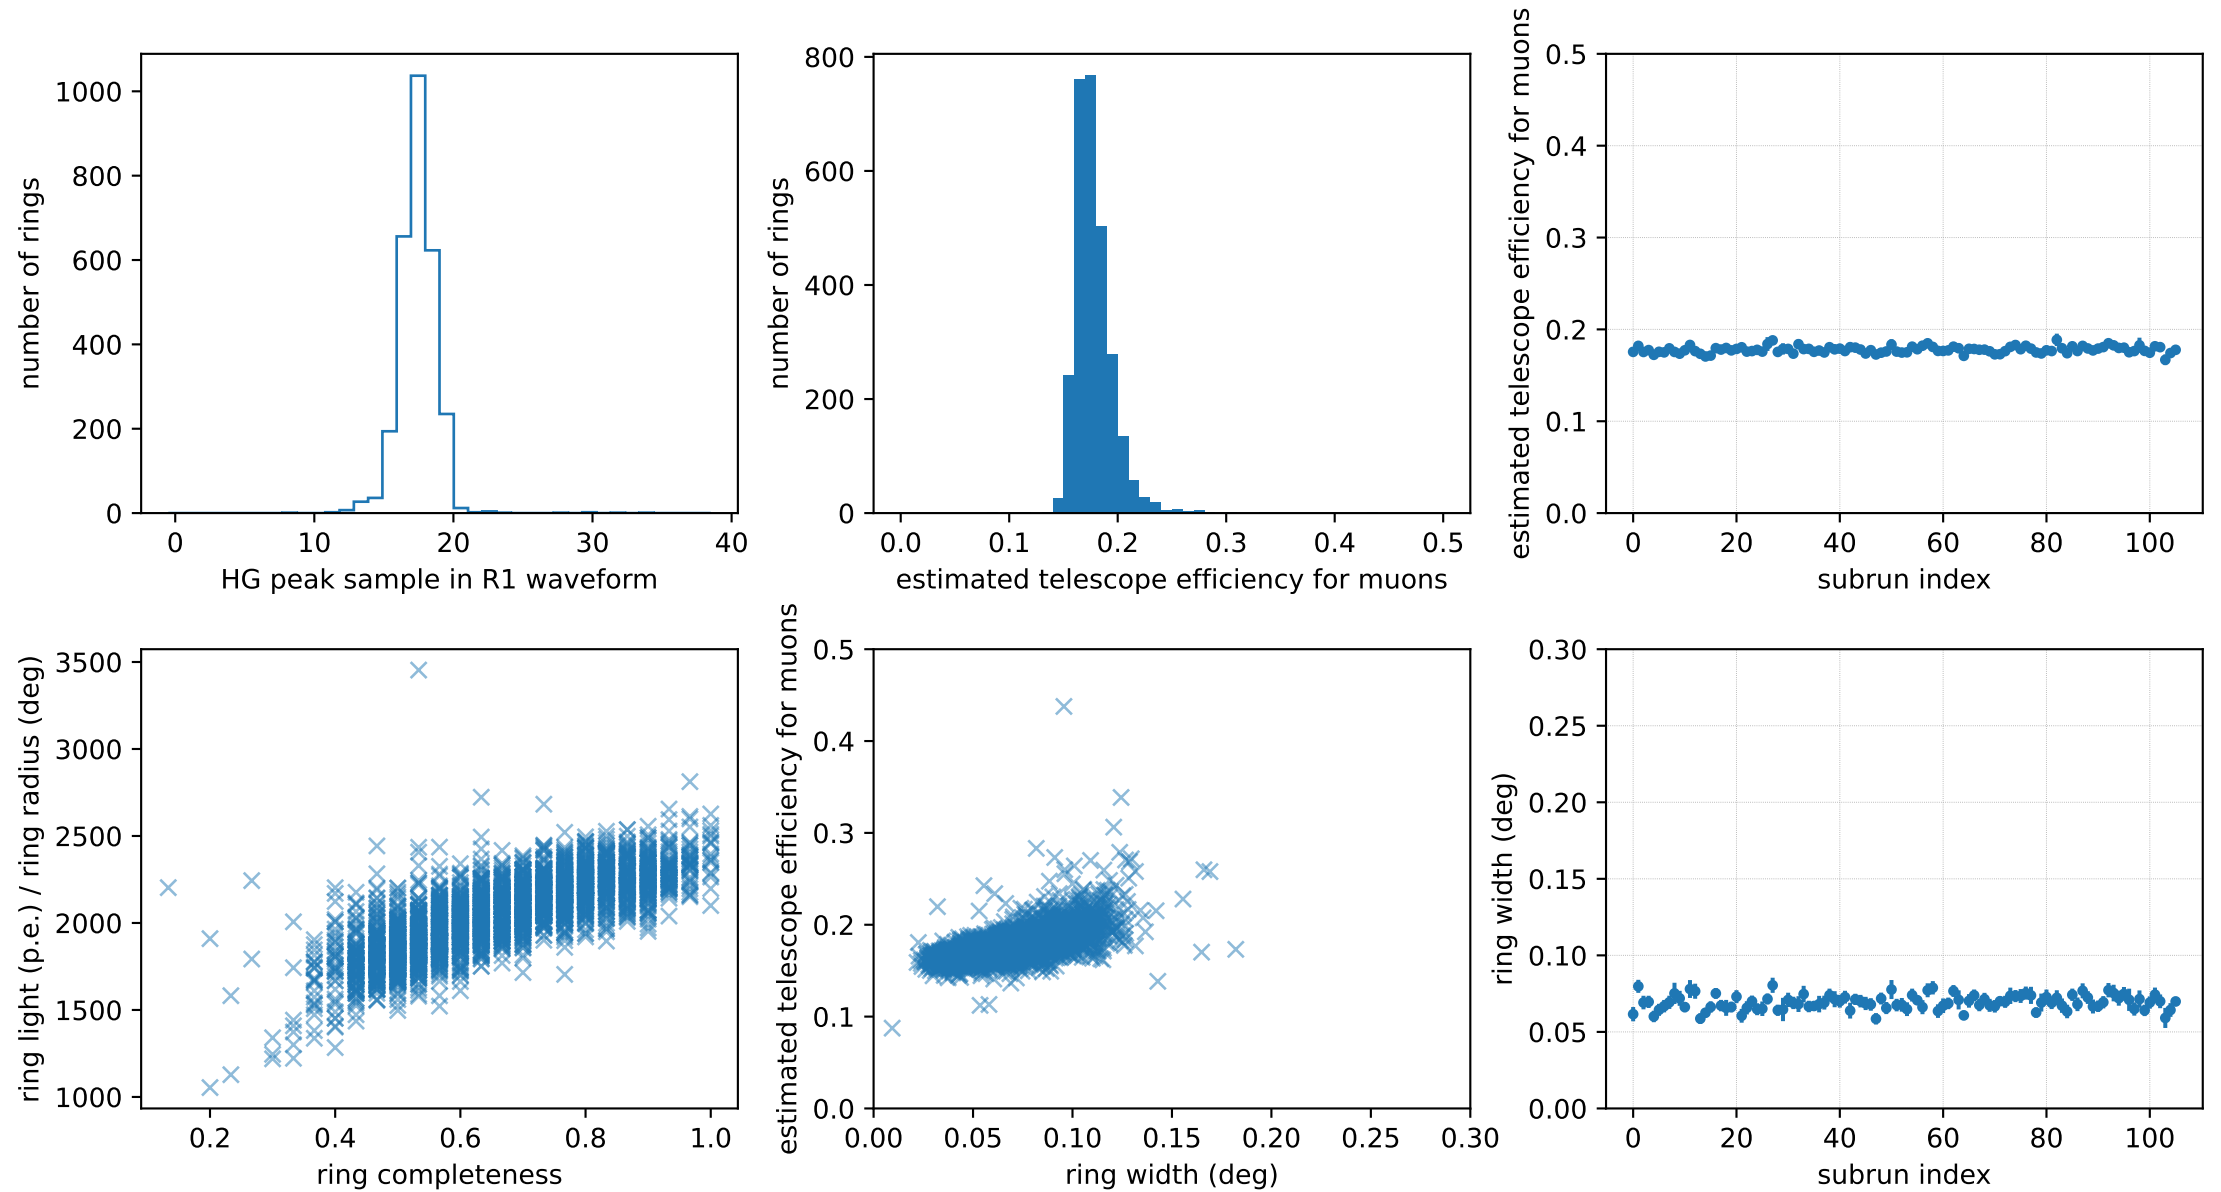 number of rings
1000
800
600
400
200
0
0 10 20 30 40
HG peak sample in R1 waveform
number of rings
800
600
400
200
0
0.0 0.1 0.2 0.3 0.4 0.5
estimated telescope efficiency for muons
estimated telescope efficiency for muons
0.5
0.4
0.3
0.2
0.1
0.0
0 20 40 60 80 100
subrun index
ring light (p.e.) / ring radius (deg)
3500
3000
2500
2000
1500
1000
0.2 0.4 0.6 0.8 1.0
ring completeness
estimated telescope efficiency for muons
0.5
0.4
0.3
0.2
0.1
0.0
0.00 0.05 0.10 0.15 0.20 0.25 0.30
ring width (deg)
ring width (deg)
0.30
0.25
0.20
0.15
0.10
0.05
0.00
0 20 40 60 80 100
subrun index